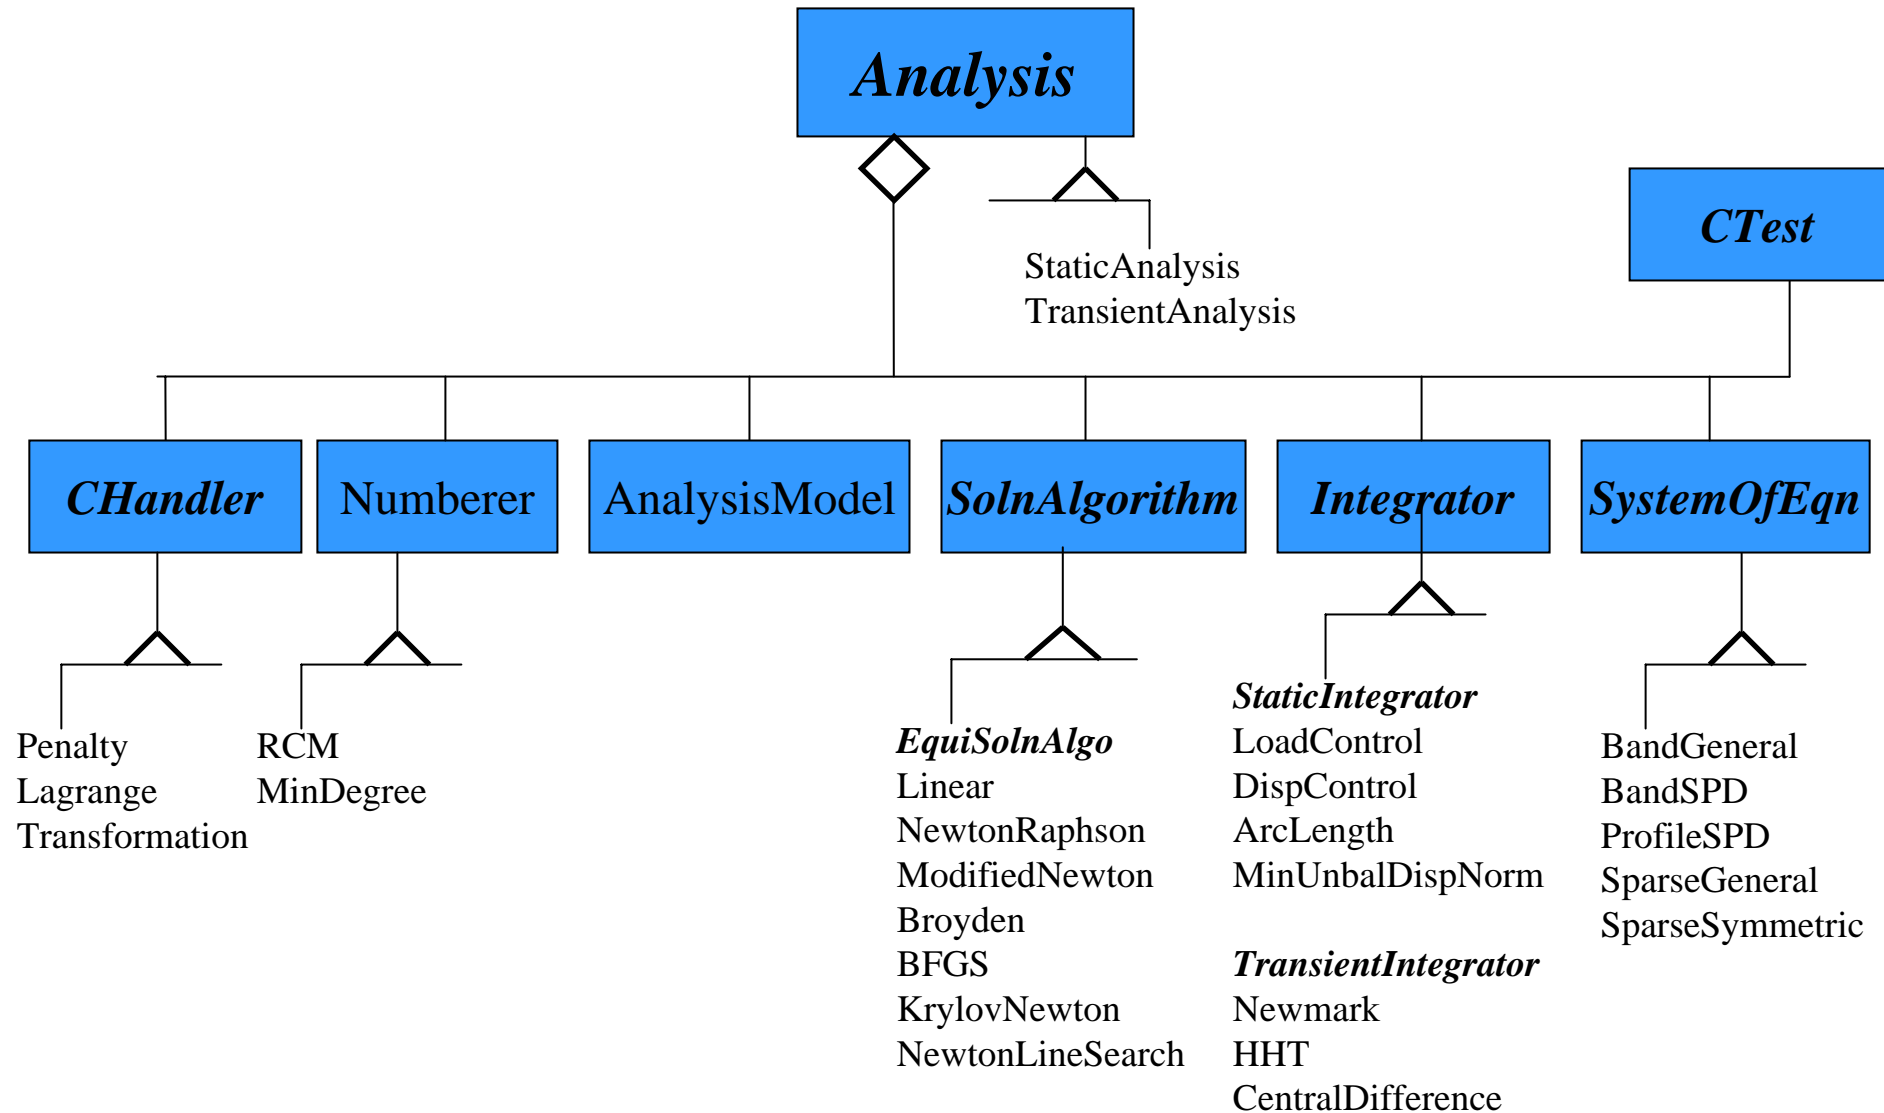 Analysis
CTest
StaticAnalysis
TransientAnalysis
CHandler
Numberer
AnalysisModel
SolnAlgorithm
Integrator
SystemOfEqn
Penalty
Lagrange
Transformation
RCM
MinDegree
EquiSolnAlgo
Linear
NewtonRaphson
ModifiedNewton
Broyden
BFGS
KrylovNewton
NewtonLineSearch
StaticIntegrator
LoadControl
DispControl
ArcLength
MinUnbalDispNorm
TransientIntegrator
Newmark
HHT
CentralDifference
BandGeneral
BandSPD
ProfileSPD
SparseGeneral
SparseSymmetric